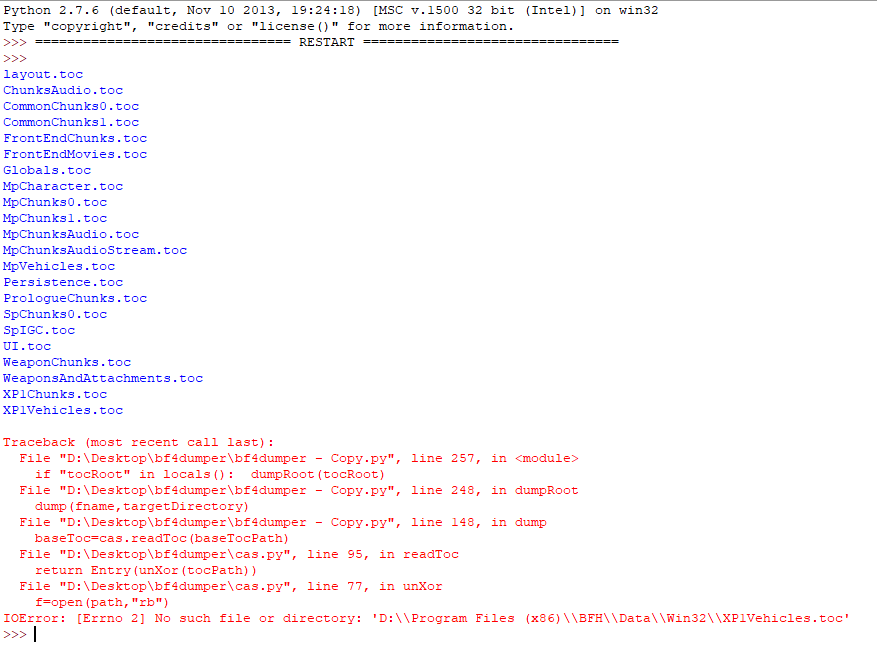 Python 2.7.6 (default, Nov 10 2013, 19:24:18) [MSC v.1500 32 bit (Intel)] on win32
Type "copyright", "credits" or "license()" for more information.
>>> ================================ RESTART ================================
>>>
layout.toc
ChunksAudio.toc
CommonChunks0.toc
CommonChunks1.toc
FrontEndChunks.toc
FrontEndMovies.toc
Globals.toc
MpCharacter.toc
MpChunks0.toc
MpChunks1.toc
MpChunksAudio.toc
MpChunksAudioStream.toc
MpVehicles.toc
Persistence.toc
PrologueChunks.toc
SpChunks0.toc
SpIGC.toc
UI.toc
WeaponChunks.toc
WeaponsAndAttachments.toc
XP1Chunks.toc
XP1Vehicles.toc

Traceback (most recent call last):
  File "D:\Desktop\bf4dumper\bf4dumper - Copy.py", line 257, in <module>
    if "tocRoot" in locals():  dumpRoot(tocRoot)
  File "D:\Desktop\bf4dumper\bf4dumper - Copy.py", line 248, in dumpRoot
    dump(fname,targetDirectory)
  File "D:\Desktop\bf4dumper\bf4dumper - Copy.py", line 148, in dump
    baseToc=cas.readToc(baseTocPath)
  File "D:\Desktop\bf4dumper\cas.py", line 95, in readToc
    return Entry(unXor(tocPath))
  File "D:\Desktop\bf4dumper\cas.py", line 77, in unXor
    f=open(path,"rb")
IOError: [Errno 2] No such file or directory: 'D:\\Program Files (x86)\\BFH\\Data\\Win32\\XP1Vehicles.toc'
>>>